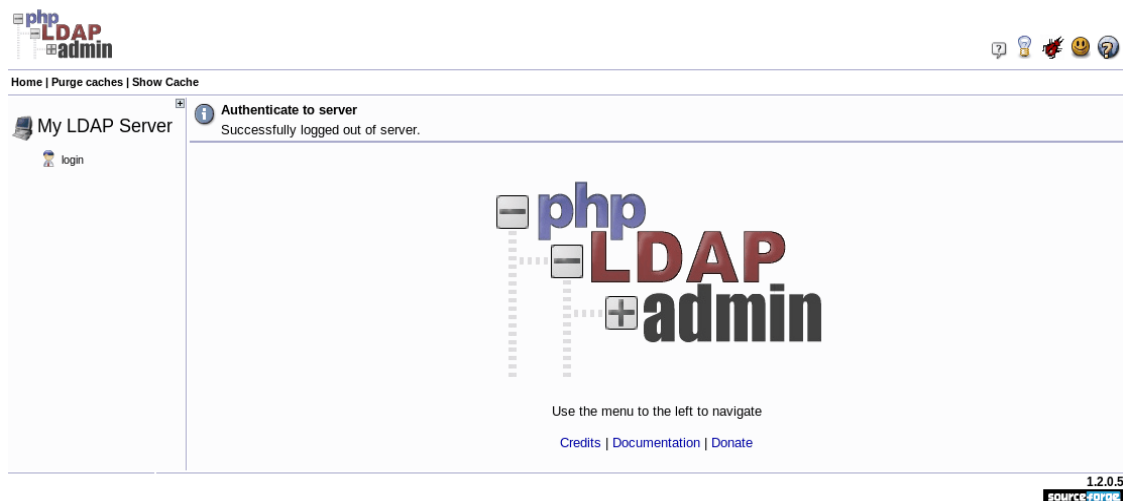 php
LDAP
admin
Home | Purge caches | Show Cache
My LDAP Server
login
Authenticate to server
Successfully logged out of server.
php
LDAP
admin
Use the menu to the left to navigate
Credits | Documentation | Donate
1.2.0.5
sourceforge